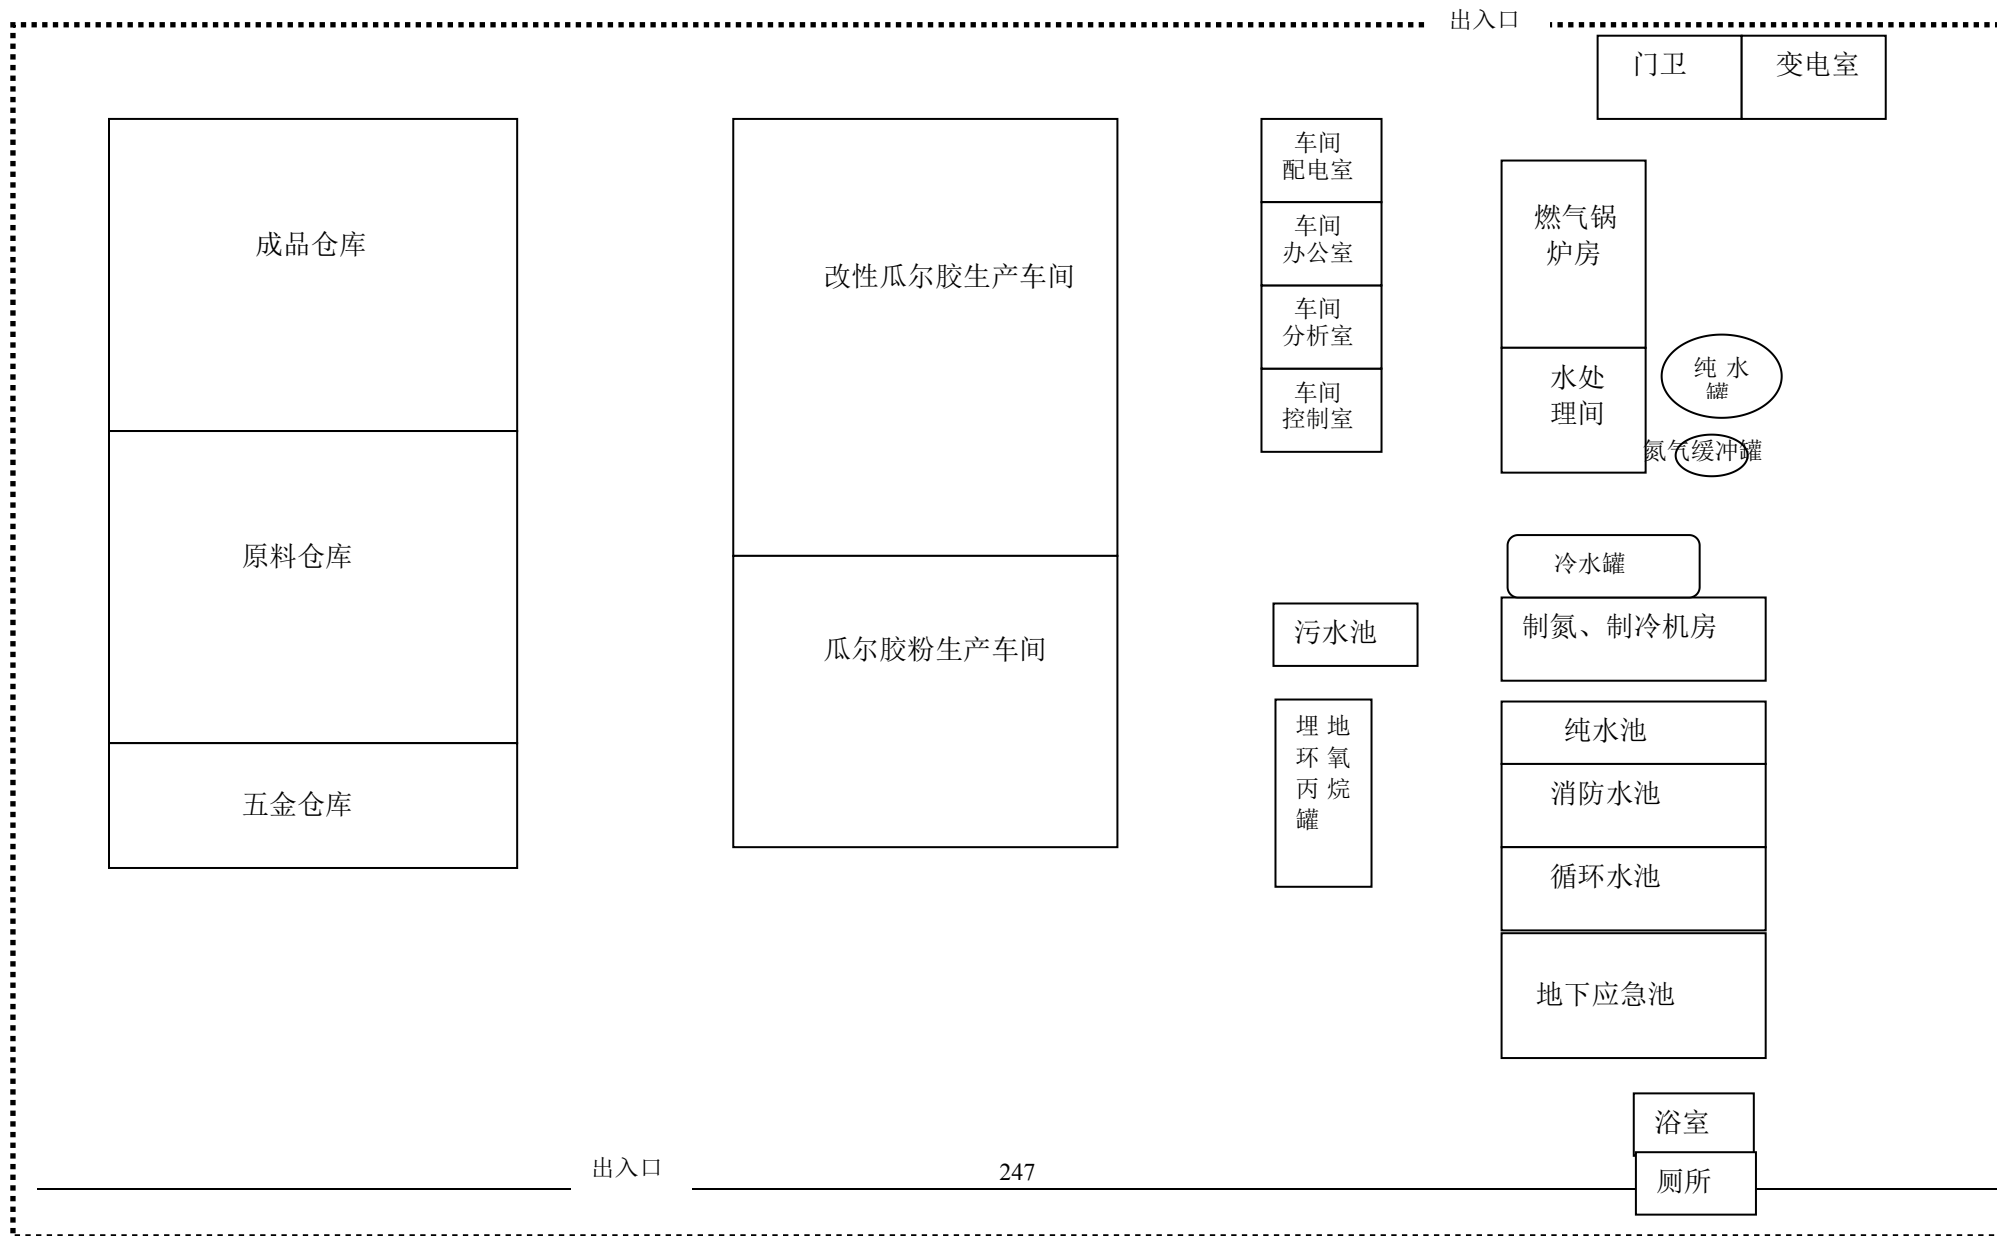 出入口
门卫
变电室
车间
配电室
成品仓库
改性瓜尔胶生产车间
车间
办公室
燃气锅
炉房
车间
分析室
车间
控制室
水处
理间
纯 水
罐
氮气缓冲罐
原料仓库
瓜尔胶粉生产车间
冷水罐
污水池
制氮、制冷机房
埋 地
环 氧
丙 烷
罐
纯水池
消防水池
五金仓库
循环水池
地下应急池
浴室
出入口
247
厕所